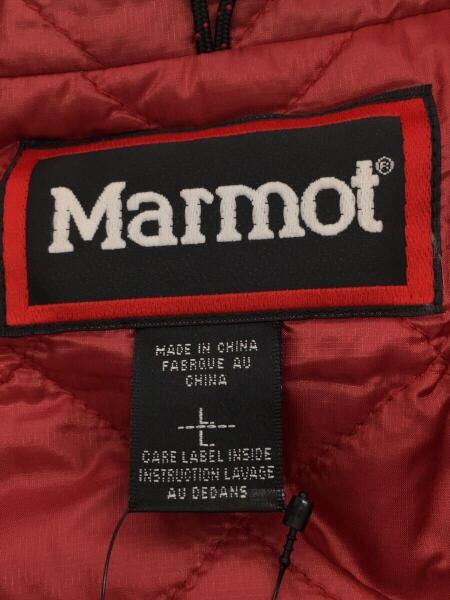 Marmot®
MADE IN CHINA
FABRQUE AU
CHINA
L
L
CARE LABEL INSIDE
INSTRUCTION LAVAGE
AU DEDANS